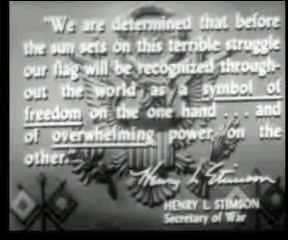 "We are determined that before
the sun sets on this terrible struggle
our flag will be recognized through-
out the world as a symbol of
freedom on the one hand . . . and
of overwhelming power on the
other."
Henry L Stimson
HENRY L. STIMSON
Secretary of War